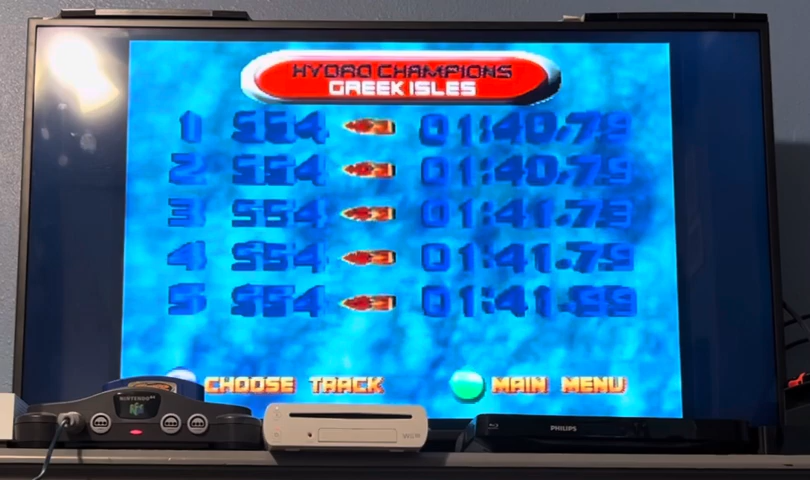 HYDRO CHAMPIONS
GREEK ISLES
1 SS4 01:40.79
2 SS4 01:40.79
3 SS4 01:41.79
4 SS4 01:41.79
5 SS4 01:41.99
CHOOSE TRACK
MAIN MENU
NINTENDO 64
Wii U
PHILIPS